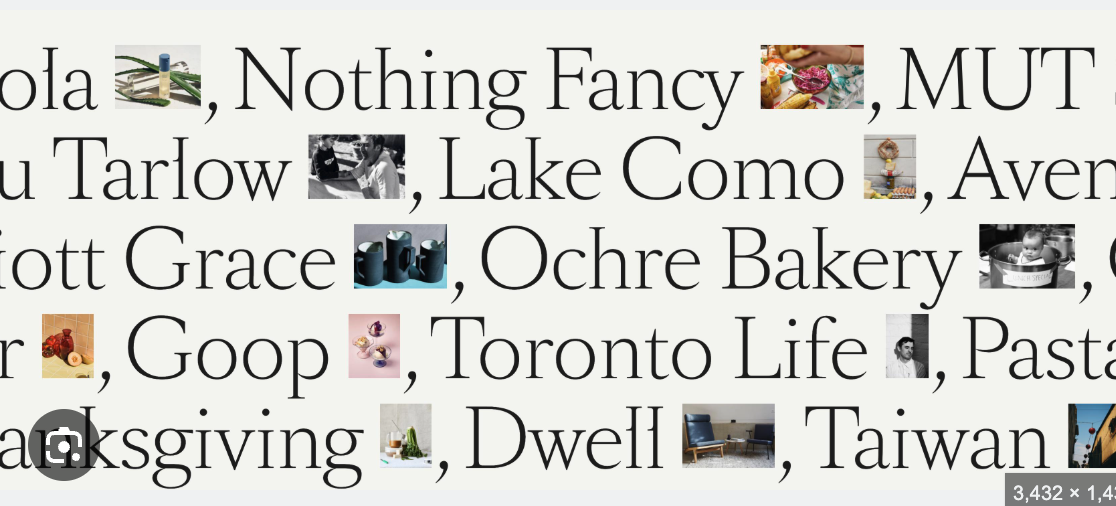 ola , Nothing Fancy , MUT
u Tarlow , Lake Como , Aven
iott Grace , Ochre Bakery ,
r , Goop , Toronto Life , Pasta
anksgiving , Dwell , Taiwan
3,432 × 1,43